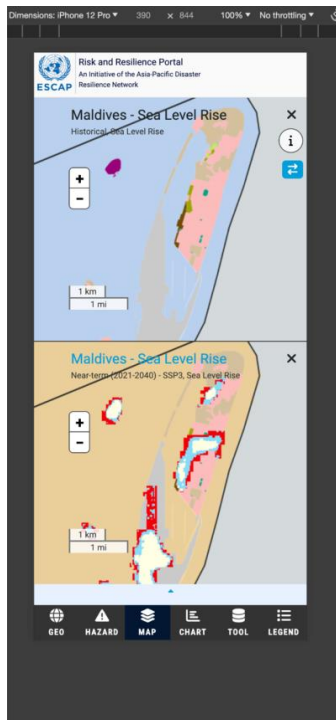 Dimensions: iPhone 12 Pro ▼ 390 × 844 100% ▼ No throttling ▼
Risk and Resilience Portal
An Initiative of the Asia-Pacific Disaster
Resilience Network
ESCAP
Maldives - Sea Level Rise
Historical, Sea Level Rise
×
i
+
−
1 km
1 mi
Maldives - Sea Level Rise
Near-term (2021-2040) - SSP3, Sea Level Rise
×
+
−
1 km
1 mi
GEO HAZARD MAP CHART TOOL LEGEND